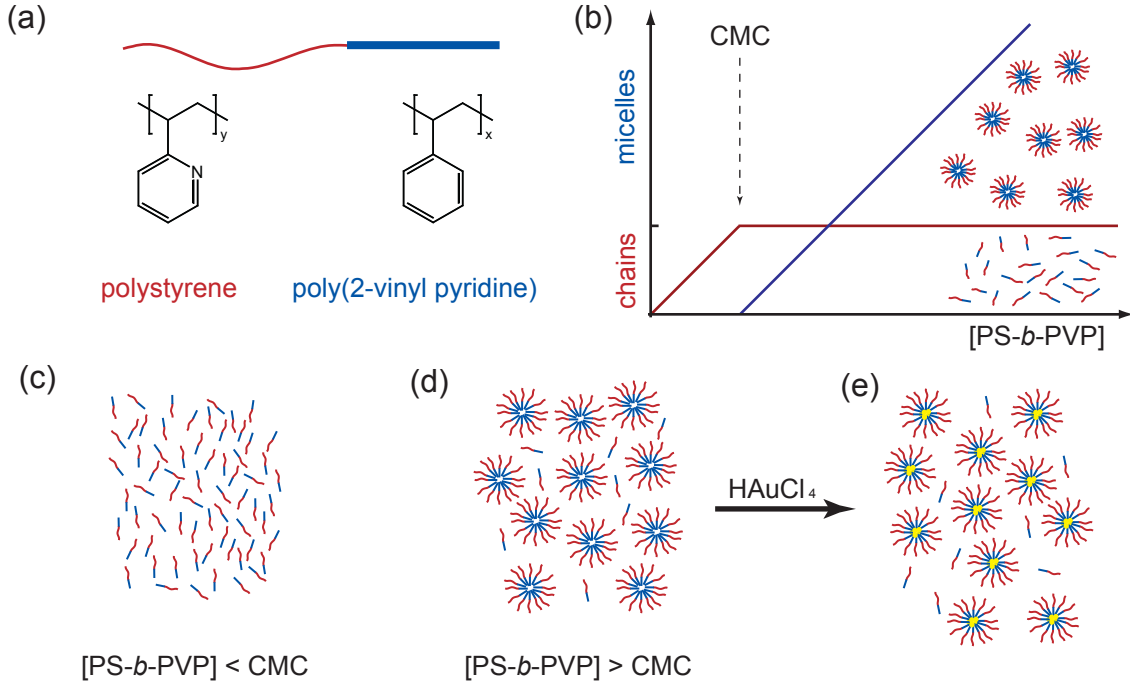 (a)
y
N
x
polystyrene
poly(2-vinyl pyridine)
(b)
CMC
micelles
chains
[PS-b-PVP]
(c)
[PS-b-PVP] < CMC
(d)
[PS-b-PVP] > CMC
HAuCl₄
(e)